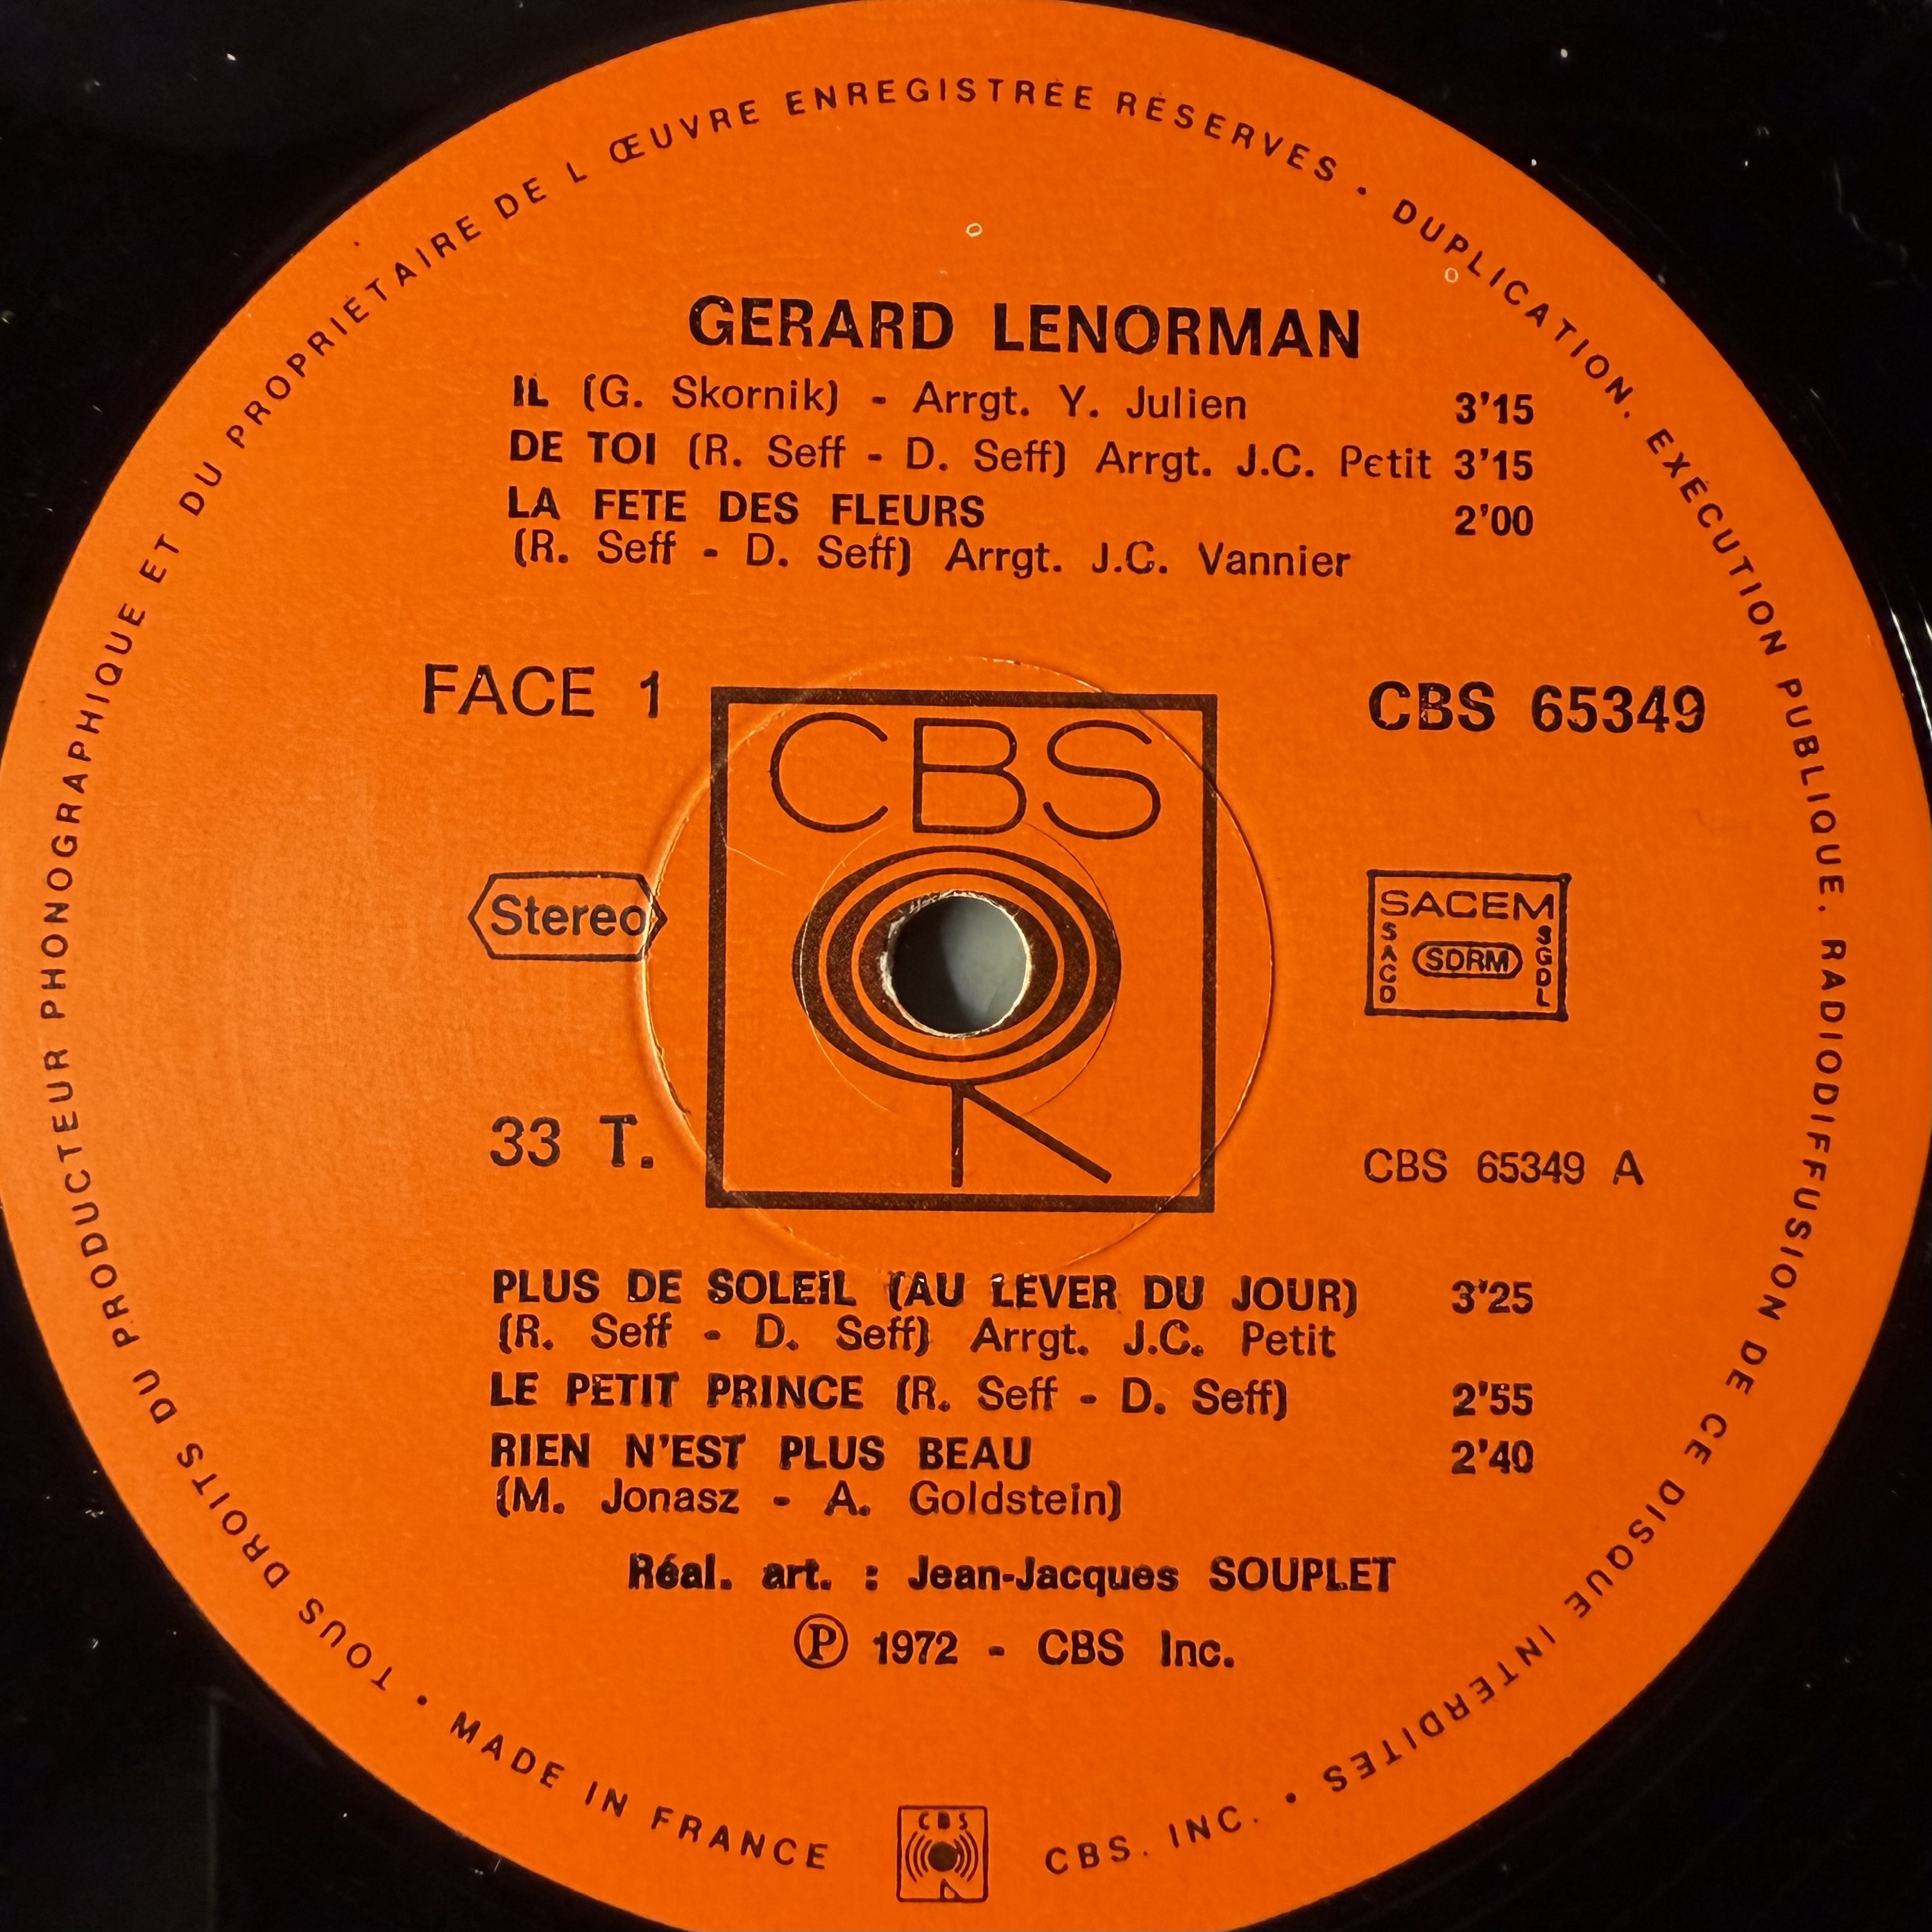 GERARD LENORMAN
IL (G. Skornik) - Arrgt. Y. Julien 3'15
DE TOI (R. Seff - D. Seff) Arrgt. J.C. Petit 3'15
LA FETE DES FLEURS 2'00
(R. Seff - D. Seff) Arrgt. J.C. Vannier
FACE 1
CBS 65349
CBS
Stereo
SACEM
SACD
SDRM
SGDL
33 T.
CBS 65349 A
PLUS DE SOLEIL (AU LEVER DU JOUR) 3'25
(R. Seff - D. Seff) Arrgt. J.C. Petit
LE PETIT PRINCE (R. Seff - D. Seff) 2'55
RIEN N'EST PLUS BEAU 2'40
(M. Jonasz - A. Goldstein)
Réal. art. : Jean-Jacques SOUPLET
Ⓟ 1972 - CBS Inc.
TOUS DROITS DU PRODUCTEUR PHONOGRAPHIQUE ET DU PROPRIÉTAIRE DE L ŒUVRE ENREGISTRÉE RÉSERVÉS • DUPLICATION. EXÉCUTION PUBLIQUE. RADIODIFFUSION DE CE DISQUE INTERDITES • CBS. INC.
CBS
MADE IN FRANCE •